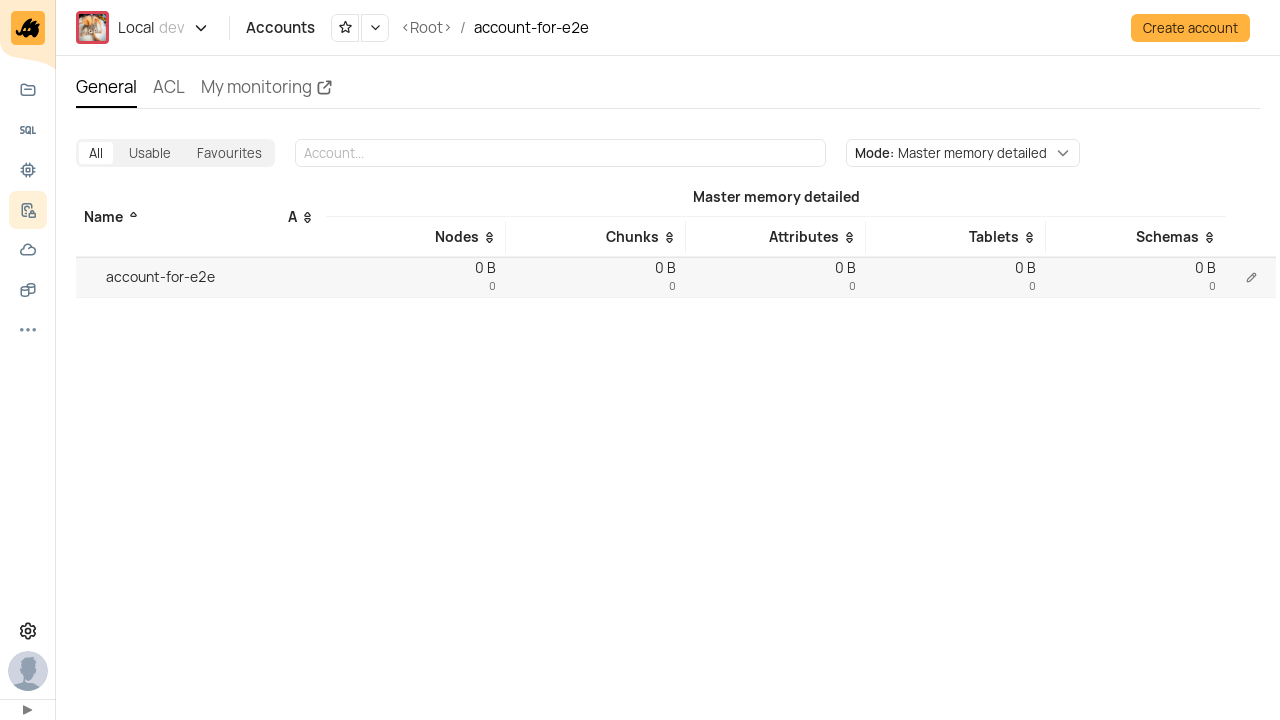 Local dev
Accounts
<Root> / account-for-e2e
Create account
SQL
General
ACL
My monitoring
All
Usable
Favourites
Account...
Mode: Master memory detailed
Name
A
Master memory detailed
Nodes
Chunks
Attributes
Tablets
Schemas
account-for-e2e
0 B
0
0 B
0
0 B
0
0 B
0
0 B
0